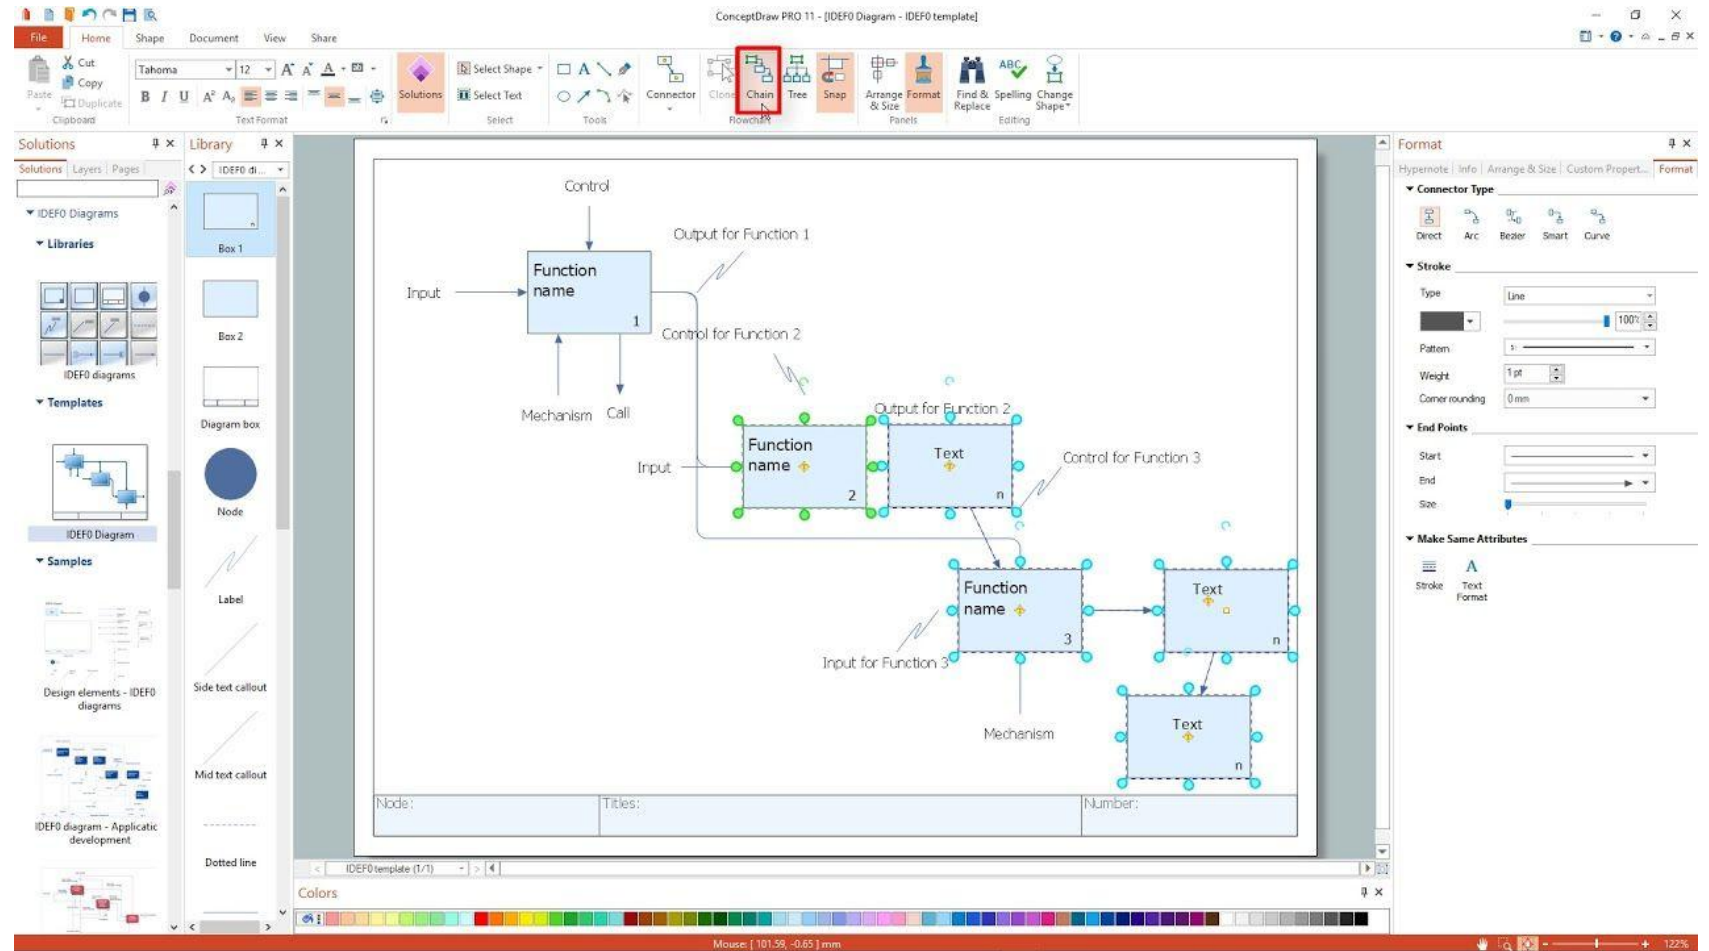 ConceptDraw PRO 11 - [IDEF0 Diagram - IDEF0 template]
File
Home
Shape
Document
View
Share
Cut
Copy
Duplicate
Paste
Clipboard
Tahoma
12
B I U
Text Format
Solutions
Select Shape
Select Text
Select
Tools
Connector
Clone
Chain
Tree
Snap
Flowchart
Arrange
& Size
Format
Panels
Find &
Replace
ABC
Spelling
Change
Shape
Editing
Solutions
Solutions
Layers
Pages
IDEF0 Diagrams
Libraries
IDEF0 diagrams
Templates
IDEF0 Diagram
Samples
Design elements - IDEF0
diagrams
IDEF0 diagram - Applicatic
development
Library
IDEF0 di...
Box 1
Box 2
Diagram box
Node
Label
Side text callout
Mid text callout
Dotted line
Control
Output for Function 1
Input
Function
name
1
Control for Function 2
Mechanism
Call
Output for Function 2
Input
Function
name
2
Text
n
Control for Function 3
Function
name
3
Text
n
Input for Function 3
Mechanism
Text
n
Node:
Titles:
Number:
IDEF0 template (1/1)
Colors
Mouse: [ 101.59, -0.65 ] mm
122%
Format
Hypernote
Info
Arrange & Size
Custom Propert...
Format
Connector Type
Direct
Arc
Bezier
Smart
Curve
Stroke
Type
Line
100%
Pattern
Weight
1 pt
Corner rounding
0 mm
End Points
Start
End
Size
Make Same Attributes
Stroke
Text
Format